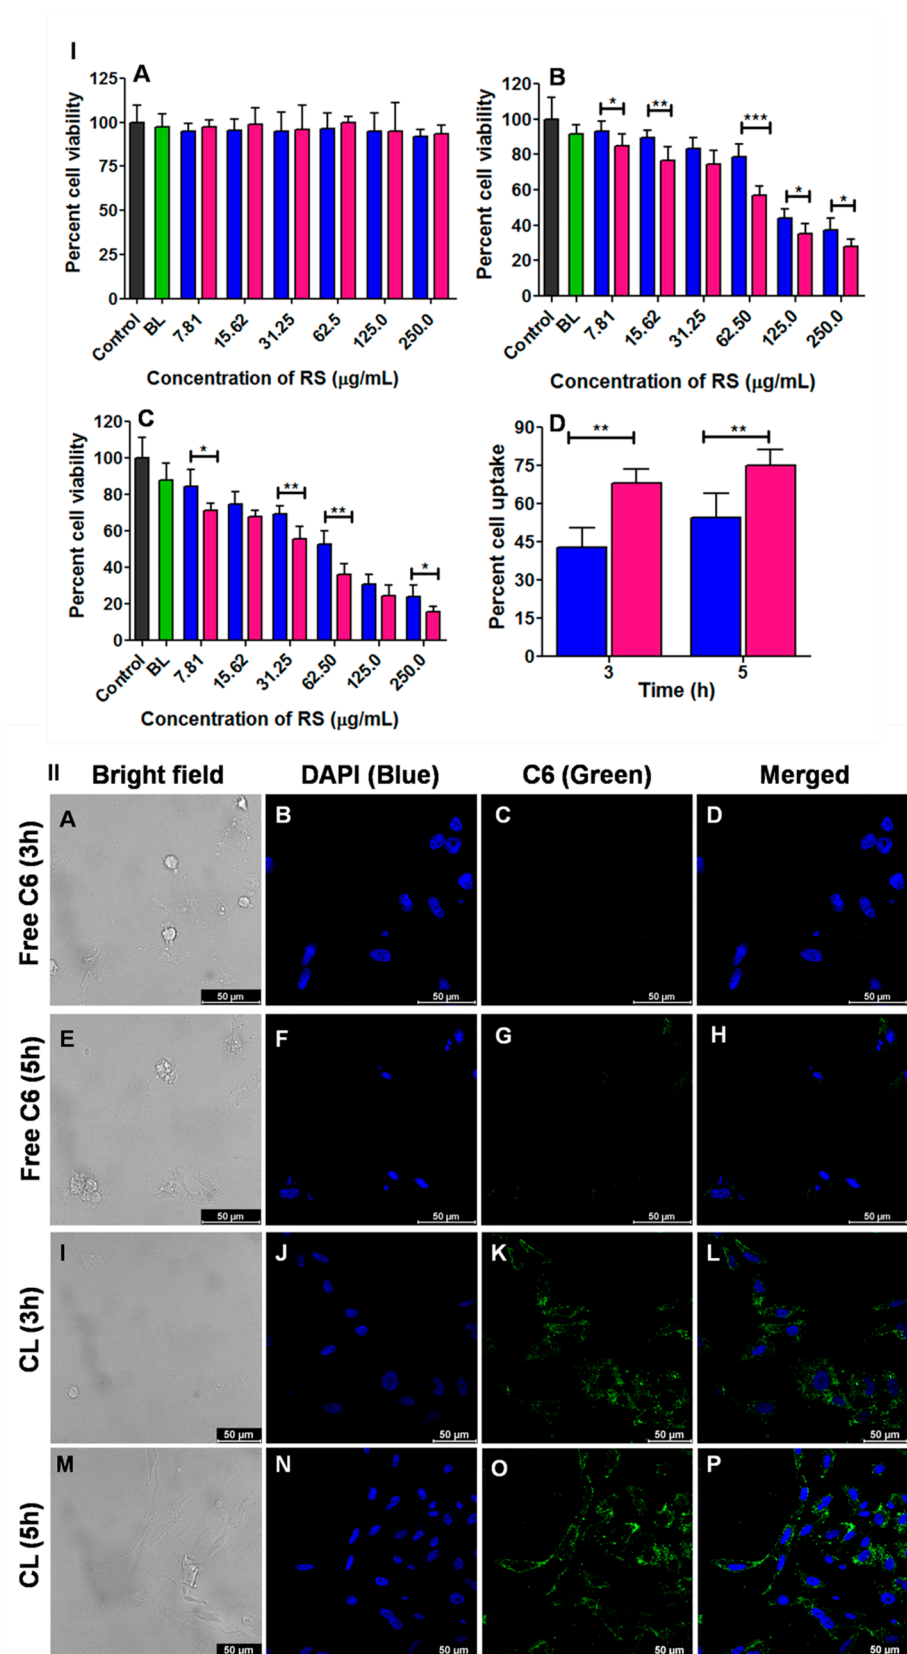 I
A
Percent cell viability
125
100
75
50
25
0
Control
BL
7.81
15.62
31.25
62.5
125.0
250.0
Concentration of RS (µg/mL)
B
Percent cell viability
120
100
80
60
40
20
0
*
**
***
*
*
Control
BL
7.81
15.62
31.25
62.50
125.0
250.0
Concentration of RS (µg/mL)
C
Percent cell viability
120
100
80
60
40
20
0
*
**
**
*
Control
BL
7.81
15.62
31.25
62.50
125.0
250.0
Concentration of RS (µg/mL)
D
Percent cell uptake
90
75
60
45
30
15
0
**
**
3
5
Time (h)
II
Bright field
DAPI (Blue)
C6 (Green)
Merged
Free C6 (3h)
A
B
C
D
50 µm
50 µm
50 µm
50 µm
Free C6 (5h)
E
F
G
H
50 µm
50 µm
50 µm
50 µm
CL (3h)
I
J
K
L
50 µm
50 µm
50 µm
50 µm
CL (5h)
M
N
O
P
50 µm
50 µm
50 µm
50 µm